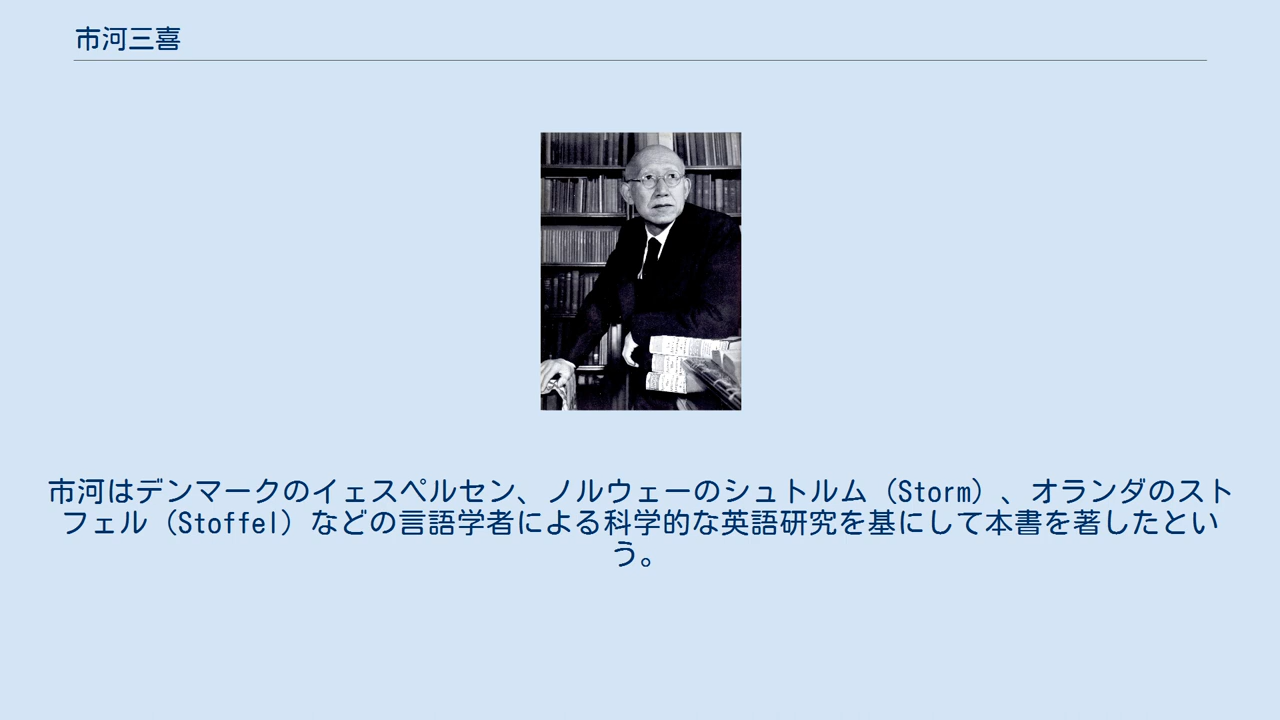 市河三喜
市河はデンマークのイェスペルセン、ノルウェーのシュトルム（Storm）、オランダのスト
フェル（Stoffel）などの言語学者による科学的な英語研究を基にして本書を著したとい
う。